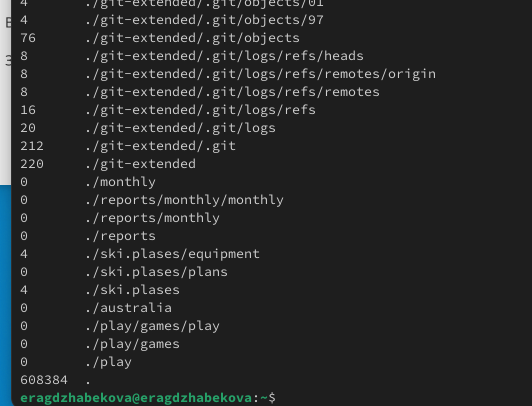 4 ./git-extended/.git/objects/01
4 ./git-extended/.git/objects/97
76 ./git-extended/.git/objects
8 ./git-extended/.git/logs/refs/heads
8 ./git-extended/.git/logs/refs/remotes/origin
8 ./git-extended/.git/logs/refs/remotes
16 ./git-extended/.git/logs/refs
20 ./git-extended/.git/logs
212 ./git-extended/.git
220 ./git-extended
0 ./monthly
0 ./reports/monthly/monthly
0 ./reports/monthly
0 ./reports
4 ./ski.plases/equipment
0 ./ski.plases/plans
4 ./ski.plases
0 ./australia
0 ./play/games/play
0 ./play/games
0 ./play
608384 .
eragdzhabekova@eragdzhabekova:~$